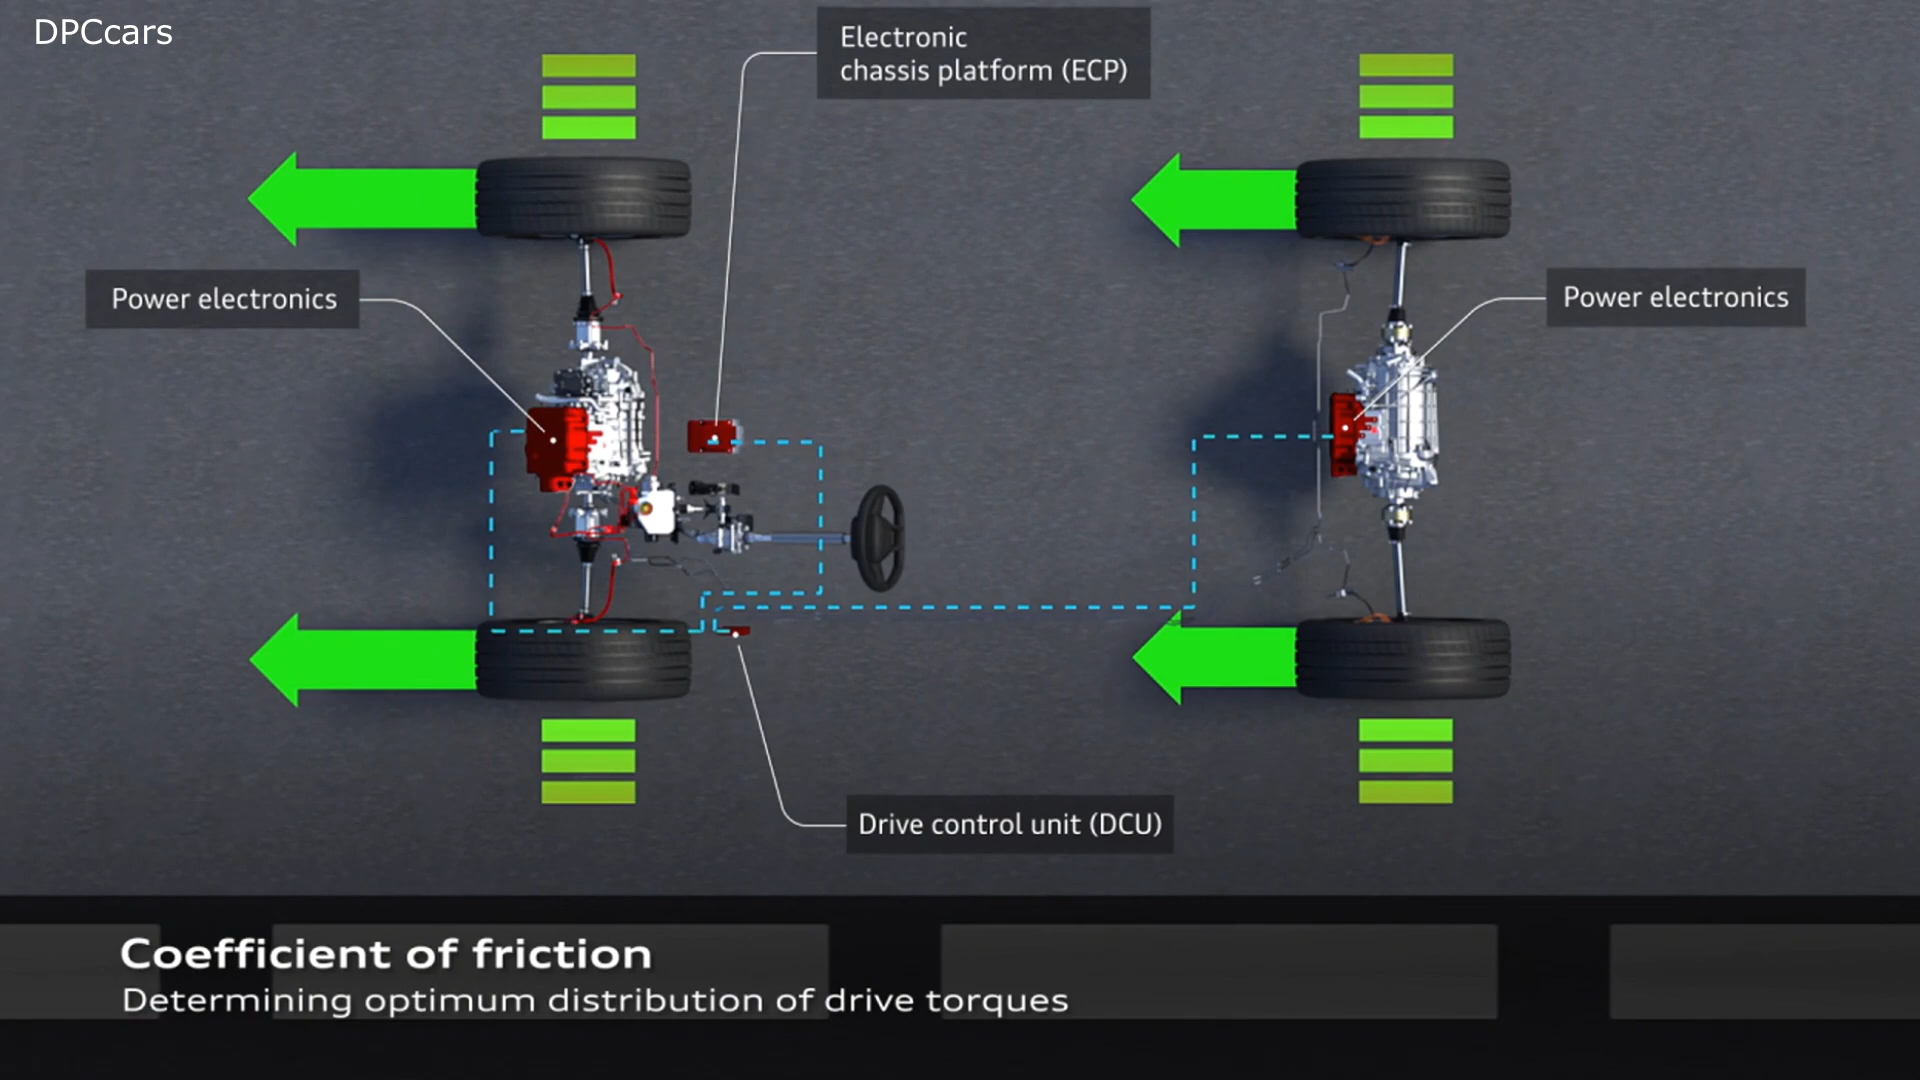 DPCcars
Electronic
chassis platform (ECP)
Power electronics
Power electronics
Drive control unit (DCU)
Coefficient of friction
Determining optimum distribution of drive torques